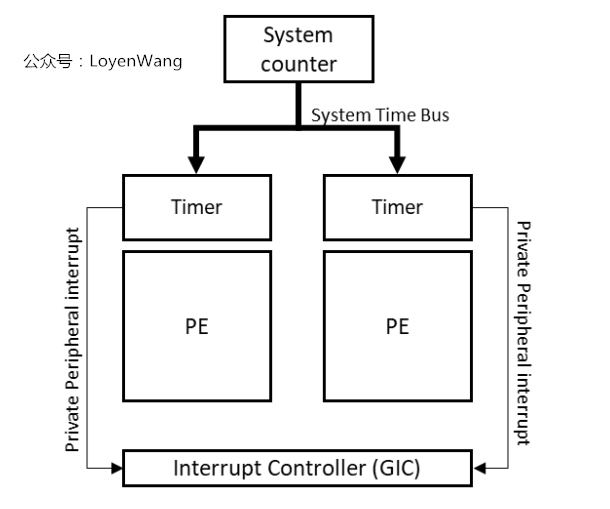 System
counter
公众号：LoyenWang
System Time Bus
Timer
Timer
Private Peripheral interrupt
Private Peripheral interrupt
PE
PE
Interrupt Controller (GIC)